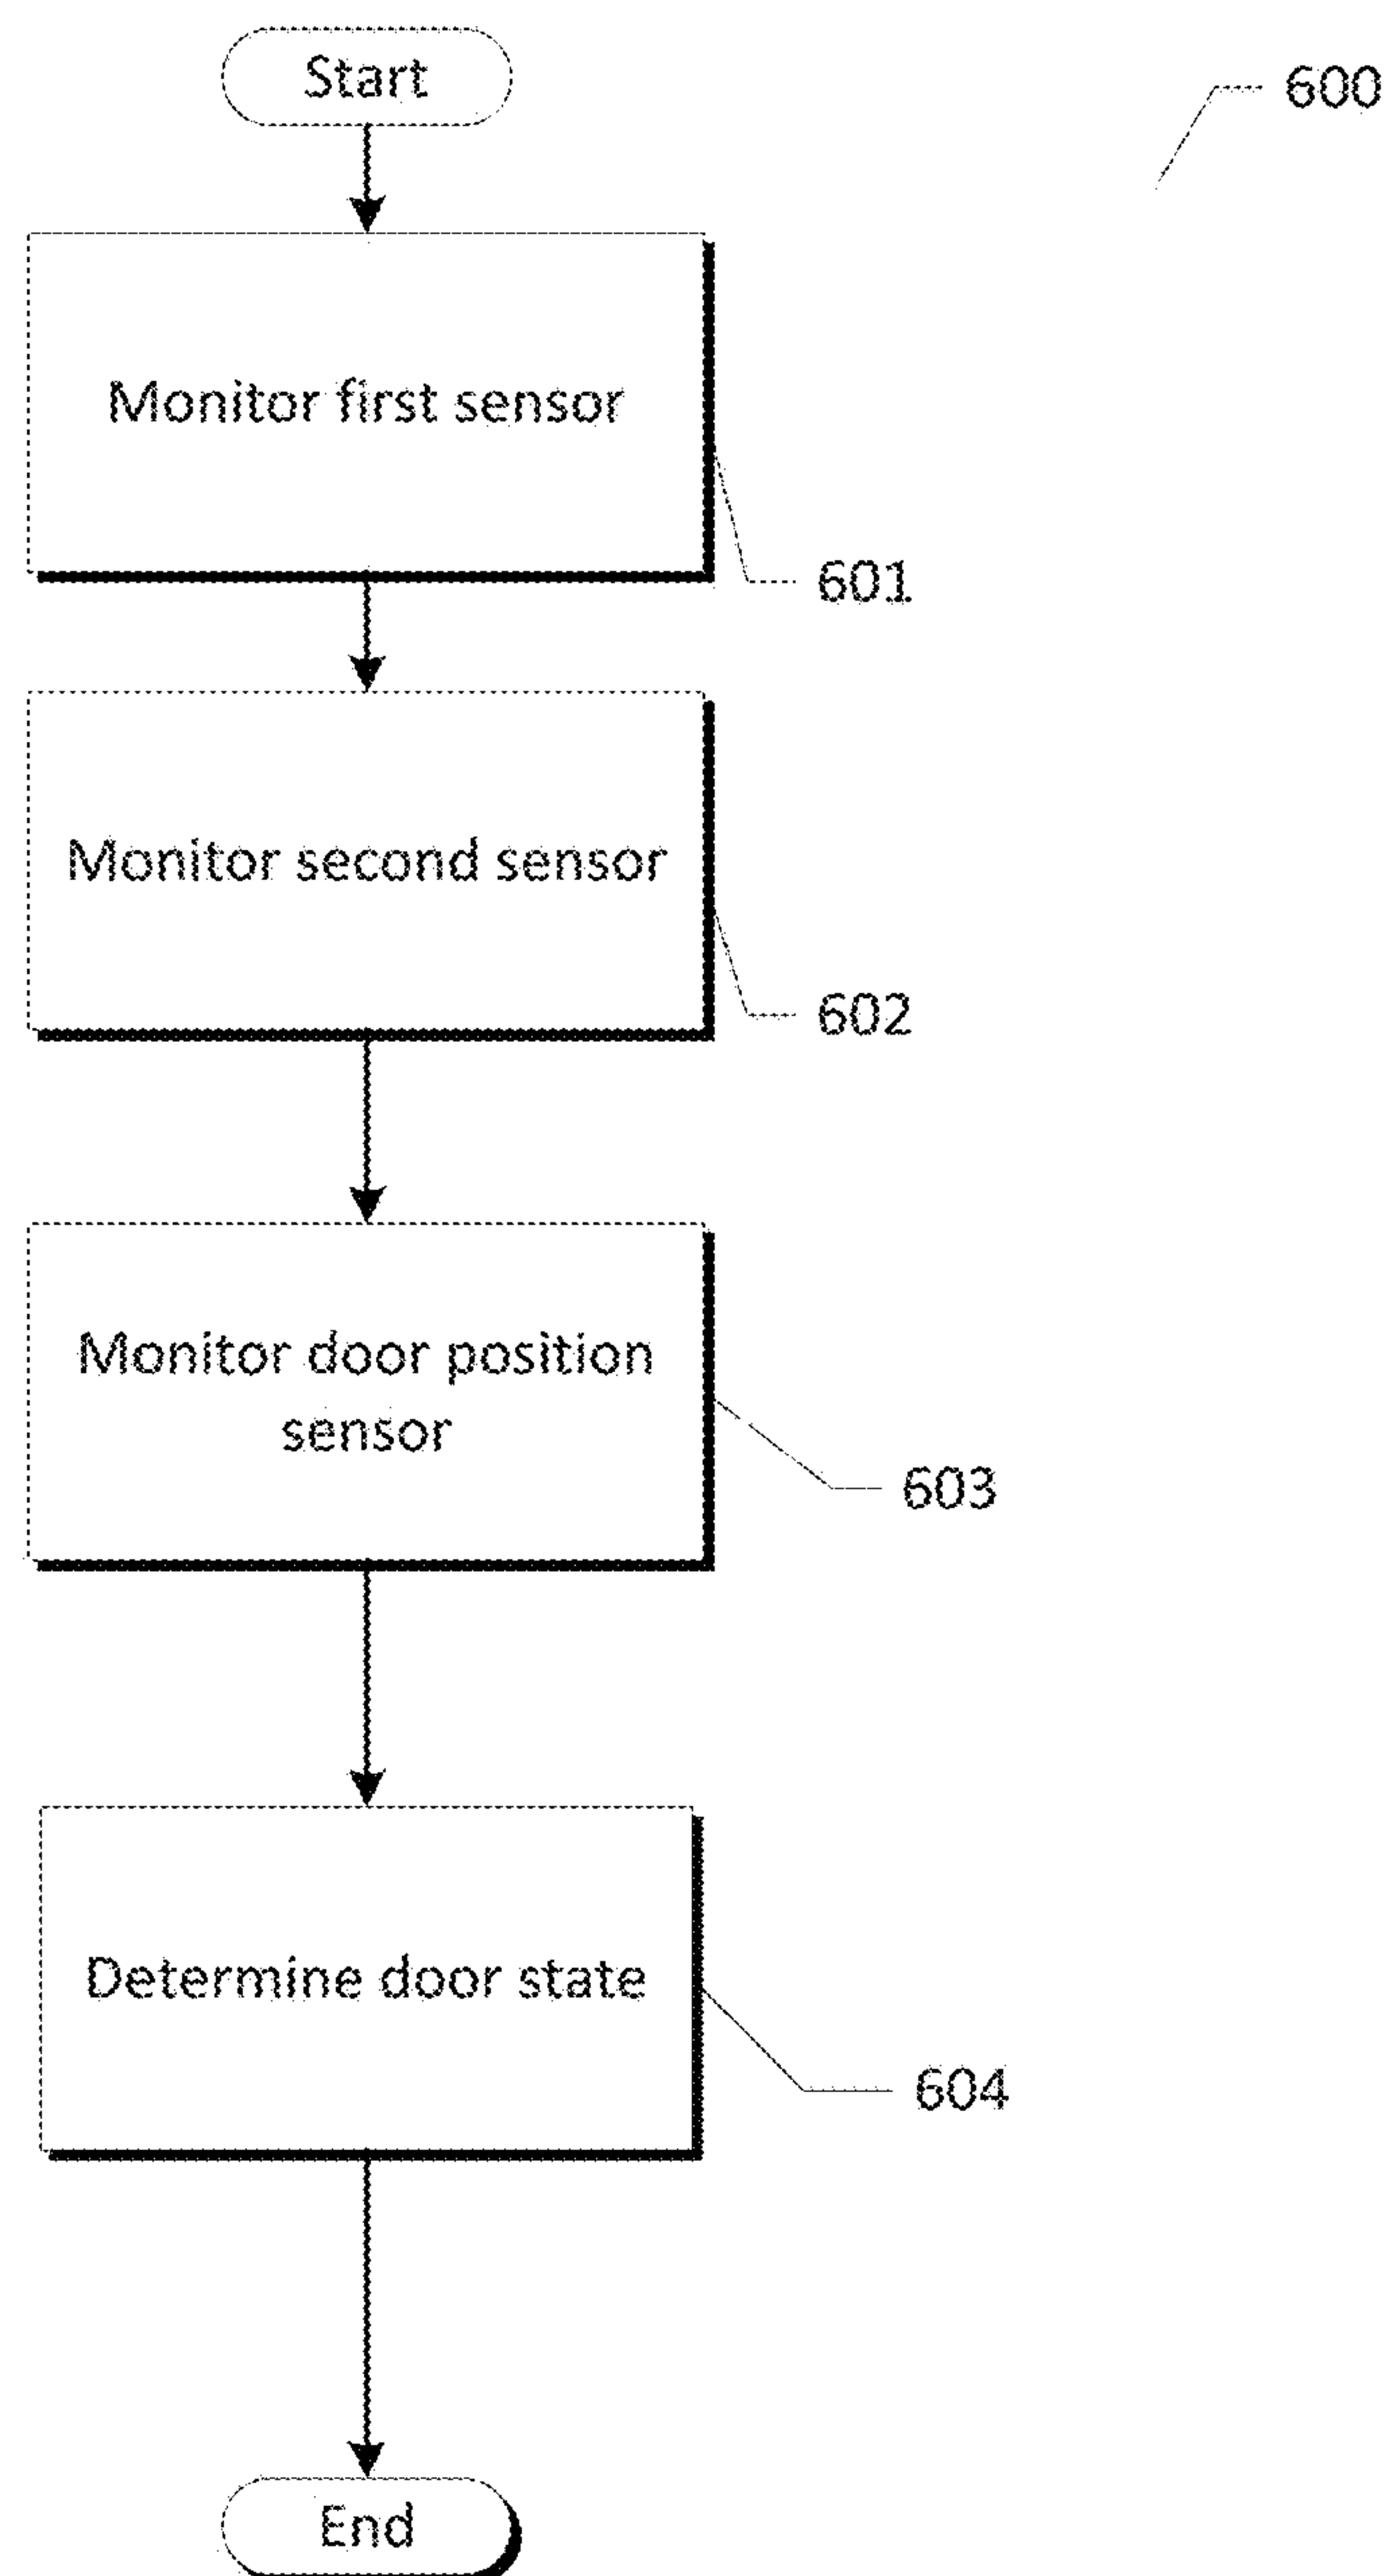 Start
600
Monitor first sensor
601
Monitor second sensor
602
Monitor door position
sensor
603
Determine door state
604
End